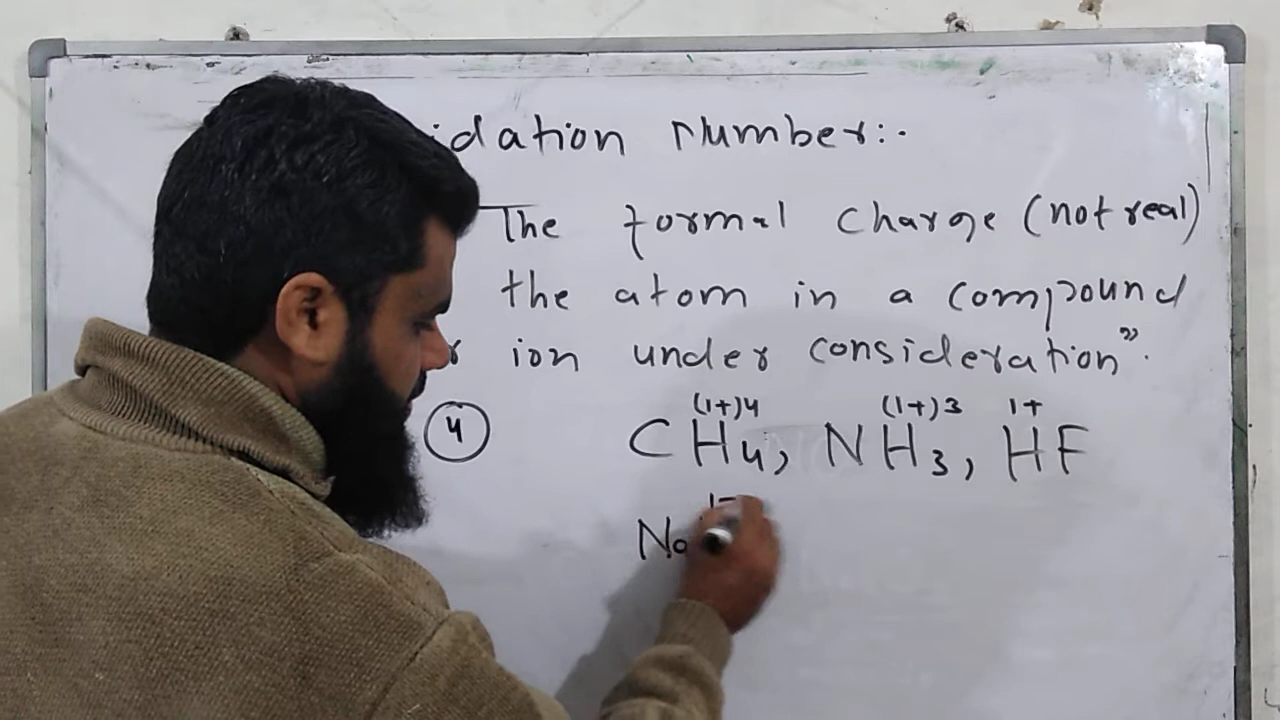 idation number:-
The formal charge (not real)
the atom in a compound
ion under consideration”.
(1+)4 (1+)3 1+
4 CH4, NH3, HF
1-
Na